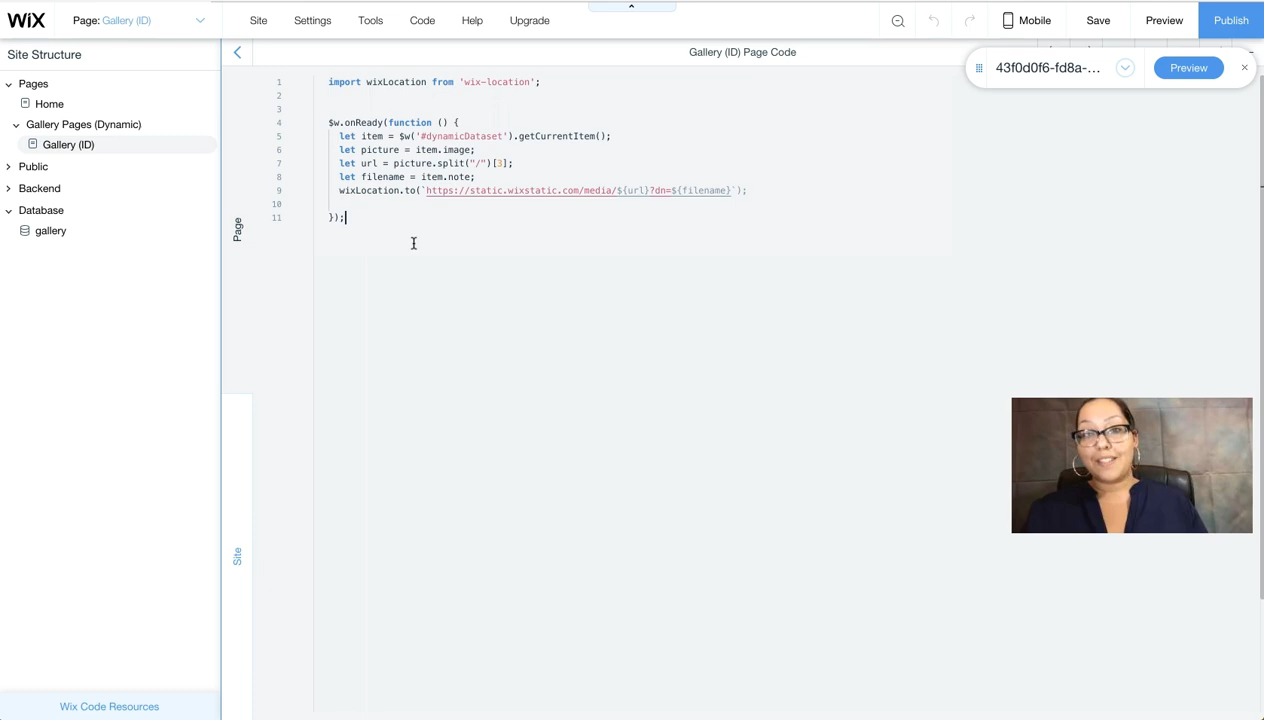 WiX
Page: Gallery (ID)
Site
Settings
Tools
Code
Help
Upgrade
Mobile
Save
Preview
Publish
Site Structure
Pages
Home
Gallery Pages (Dynamic)
Gallery (ID)
Public
Backend
Database
gallery
Wix Code Resources
Gallery (ID) Page Code
43f0d0f6-fd8a-...
Preview
Page
Site
1 import wixLocation from 'wix-location';
2
3
4 $w.onReady(function () {
5 let item = $w('#dynamicDataset').getCurrentItem();
6 let picture = item.image;
7 let url = picture.split("/")[3];
8 let filename = item.note;
9 wixLocation.to(`https://static.wixstatic.com/media/${url}?dn=${filename}`);
10
11 });